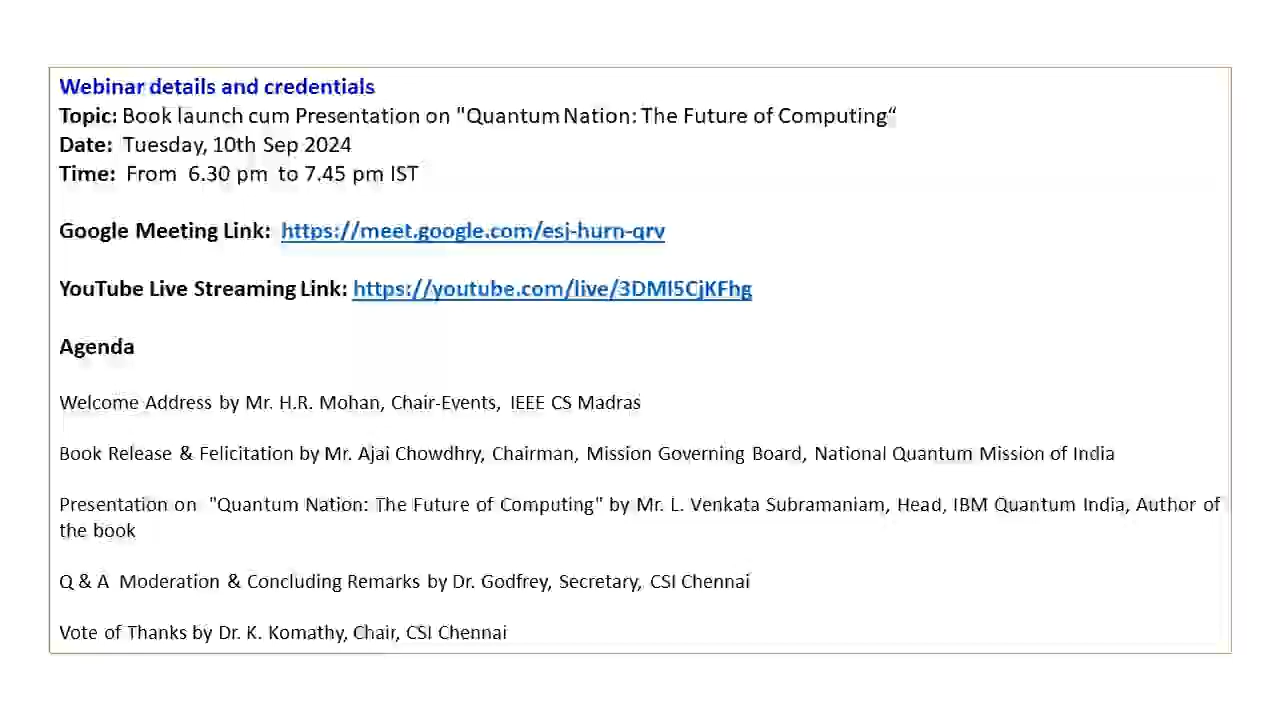 Webinar details and credentials
Topic: Book launch cum Presentation on "Quantum Nation: The Future of Computing“
Date: Tuesday, 10th Sep 2024
Time: From 6.30 pm to 7.45 pm IST
Google Meeting Link: https://meet.google.com/esj-hurn-qrv
YouTube Live Streaming Link: https://youtube.com/live/3DMI5CjKFhg
Agenda
Welcome Address by Mr. H.R. Mohan, Chair-Events, IEEE CS Madras
Book Release & Felicitation by Mr. Ajai Chowdhry, Chairman, Mission Governing Board, National Quantum Mission of India
Presentation on "Quantum Nation: The Future of Computing" by Mr. L. Venkata Subramaniam, Head, IBM Quantum India, Author of
the book
Q & A Moderation & Concluding Remarks by Dr. Godfrey, Secretary, CSI Chennai
Vote of Thanks by Dr. K. Komathy, Chair, CSI Chennai